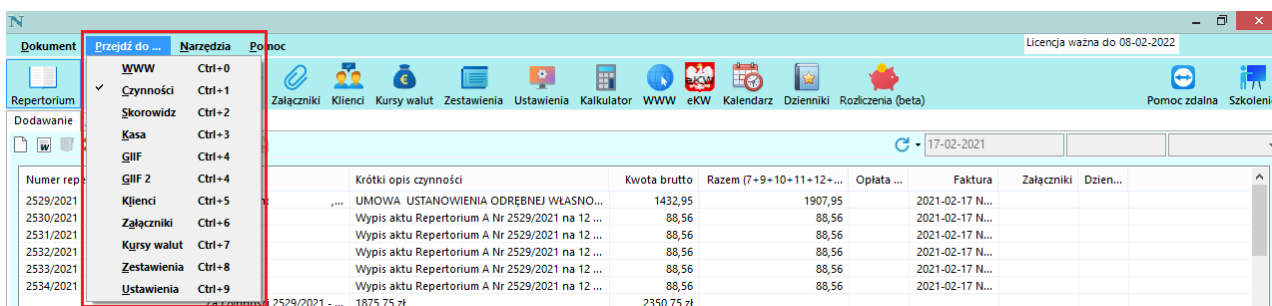 N
Dokument Przejdź do ... Narzędzia Pomoc Licencja ważna do 08-02-2022
WWW Ctrl+0
Czynności Ctrl+1
Skorowidz Ctrl+2
Kasa Ctrl+3
GIIF Ctrl+4
GIIF 2 Ctrl+4
Klienci Ctrl+5
Załączniki Ctrl+6
Kursy walut Ctrl+7
Zestawienia Ctrl+8
Ustawienia Ctrl+9
Repertorium Załączniki Klienci Kursy walut Zestawienia Ustawienia Kalkulator WWW eKW Kalendarz Dzienniki Rozliczenia (beta) Pomoc zdalna
Dodawanie
17-02-2021
Krótki opis czynności Kwota brutto Razem (7+9+10+11+12+... Opłata ... Faktura Załączniki Dzien...
2529/2021 ,... UMOWA USTANOWIENIA ODRĘBNEJ WŁASNO... 1432,95 1907,95 2021-02-17 N...
2530/2021 Wypis aktu Repertorium A Nr 2529/2021 na 12 ... 88,56 88,56 2021-02-17 N...
2531/2021 Wypis aktu Repertorium A Nr 2529/2021 na 12 ... 88,56 88,56 2021-02-17 N...
2532/2021 Wypis aktu Repertorium A Nr 2529/2021 na 12 ... 88,56 88,56 2021-02-17 N...
2533/2021 Wypis aktu Repertorium A Nr 2529/2021 na 12 ... 88,56 88,56 2021-02-17 N...
2534/2021 Wypis aktu Repertorium A Nr 2529/2021 na 12 ... 88,56 88,56 2021-02-17 N...
2529/2021 - ... 1875,75 zł 2350,75 zł